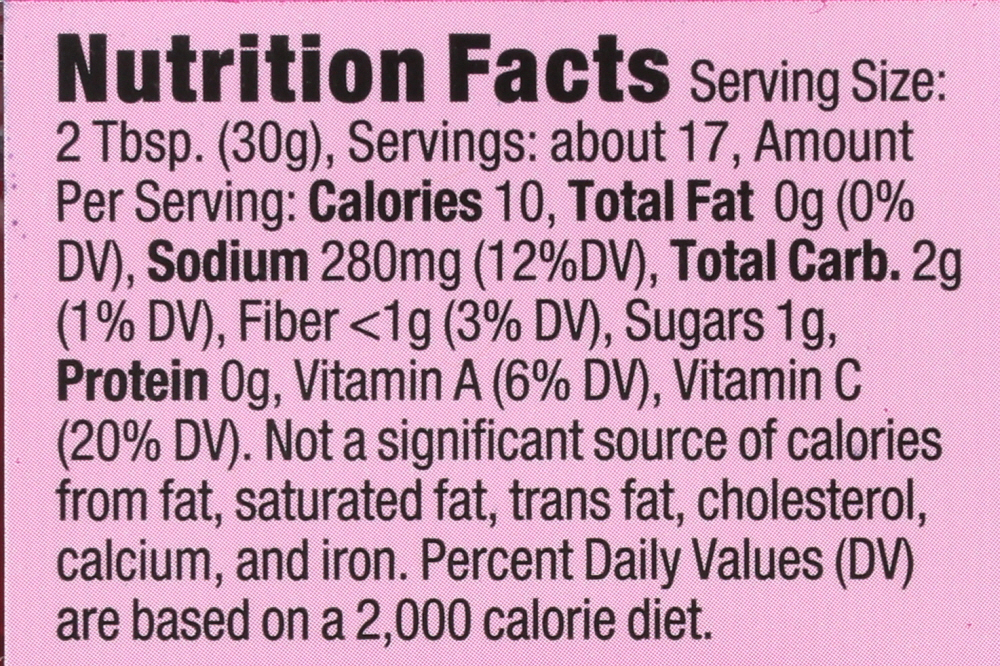 Nutrition Facts Serving Size:
2 Tbsp. (30g), Servings: about 17, Amount
Per Serving: Calories 10, Total Fat 0g (0%
DV), Sodium 280mg (12%DV), Total Carb. 2g
(1% DV), Fiber <1g (3% DV), Sugars 1g,
Protein 0g, Vitamin A (6% DV), Vitamin C
(20% DV). Not a significant source of calories
from fat, saturated fat, trans fat, cholesterol,
calcium, and iron. Percent Daily Values (DV)
are based on a 2,000 calorie diet.